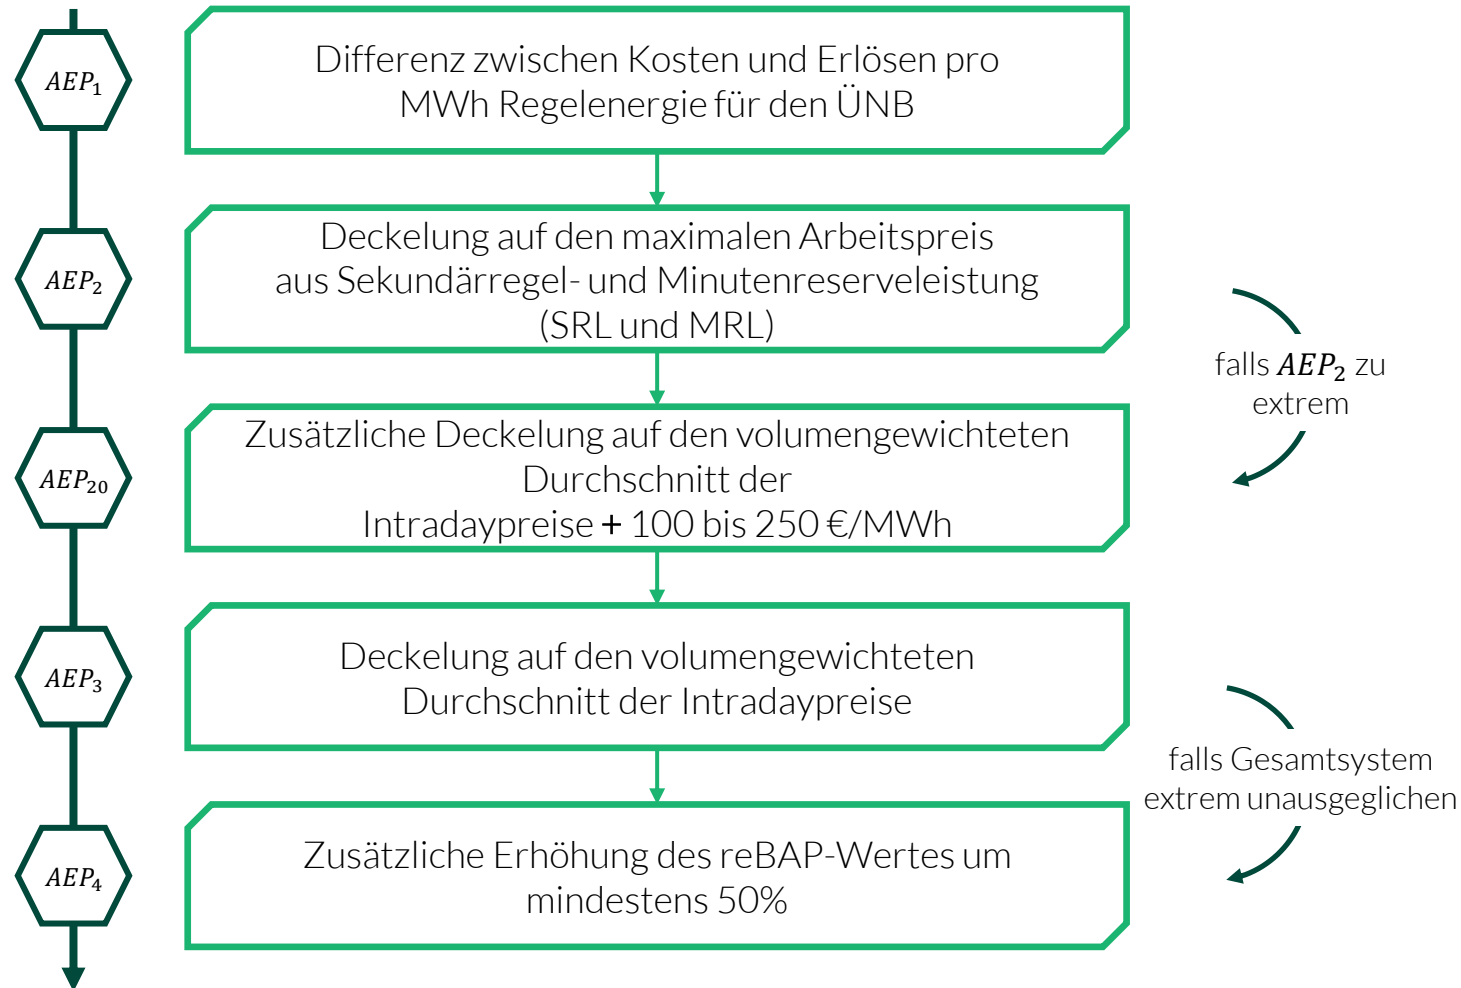 AEP₁
Differenz zwischen Kosten und Erlösen pro
MWh Regelenergie für den ÜNB
AEP₂
Deckelung auf den maximalen Arbeitspreis
aus Sekundärregel- und Minutenreserveleistung
(SRL und MRL)
falls AEP₂ zu
extrem
AEP₂₀
Zusätzliche Deckelung auf den volumengewichteten
Durchschnitt der
Intradaypreise + 100 bis 250 €/MWh
AEP₃
Deckelung auf den volumengewichteten
Durchschnitt der Intradaypreise
falls Gesamtsystem
extrem unausgeglichen
AEP₄
Zusätzliche Erhöhung des reBAP-Wertes um
mindestens 50%